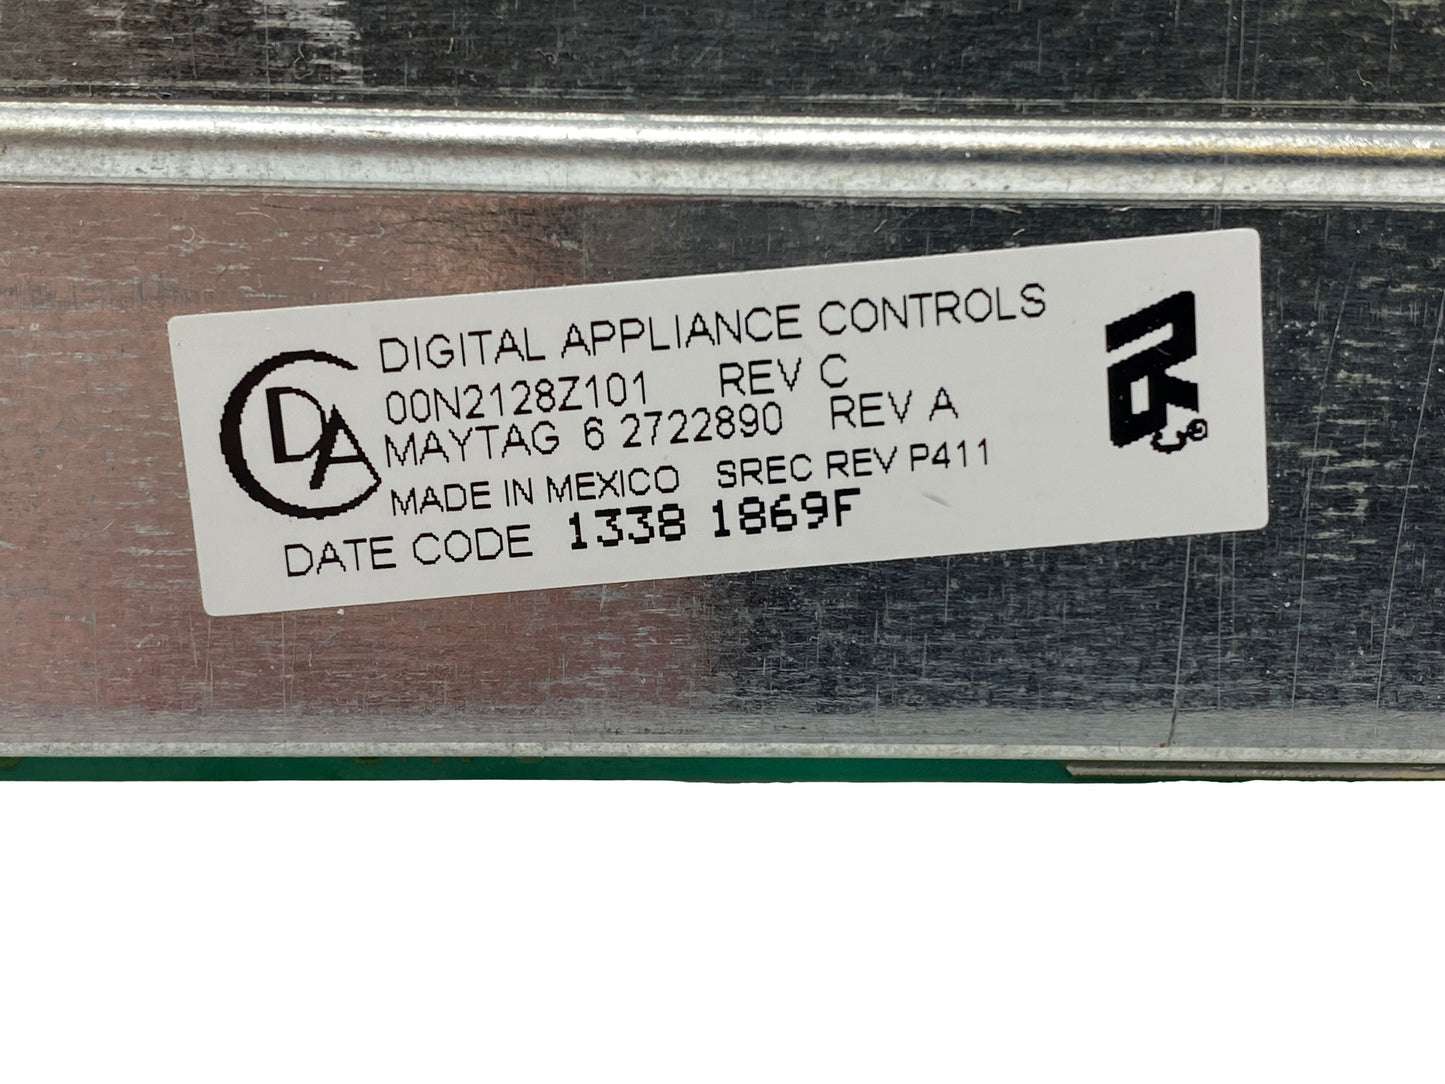 DA
DIGITAL APPLIANCE CONTROLS
00N2128Z101 REV C
MAYTAG 6 2722890 REV A
MADE IN MEXICO SREC REV P411
DATE CODE 1338 1869F